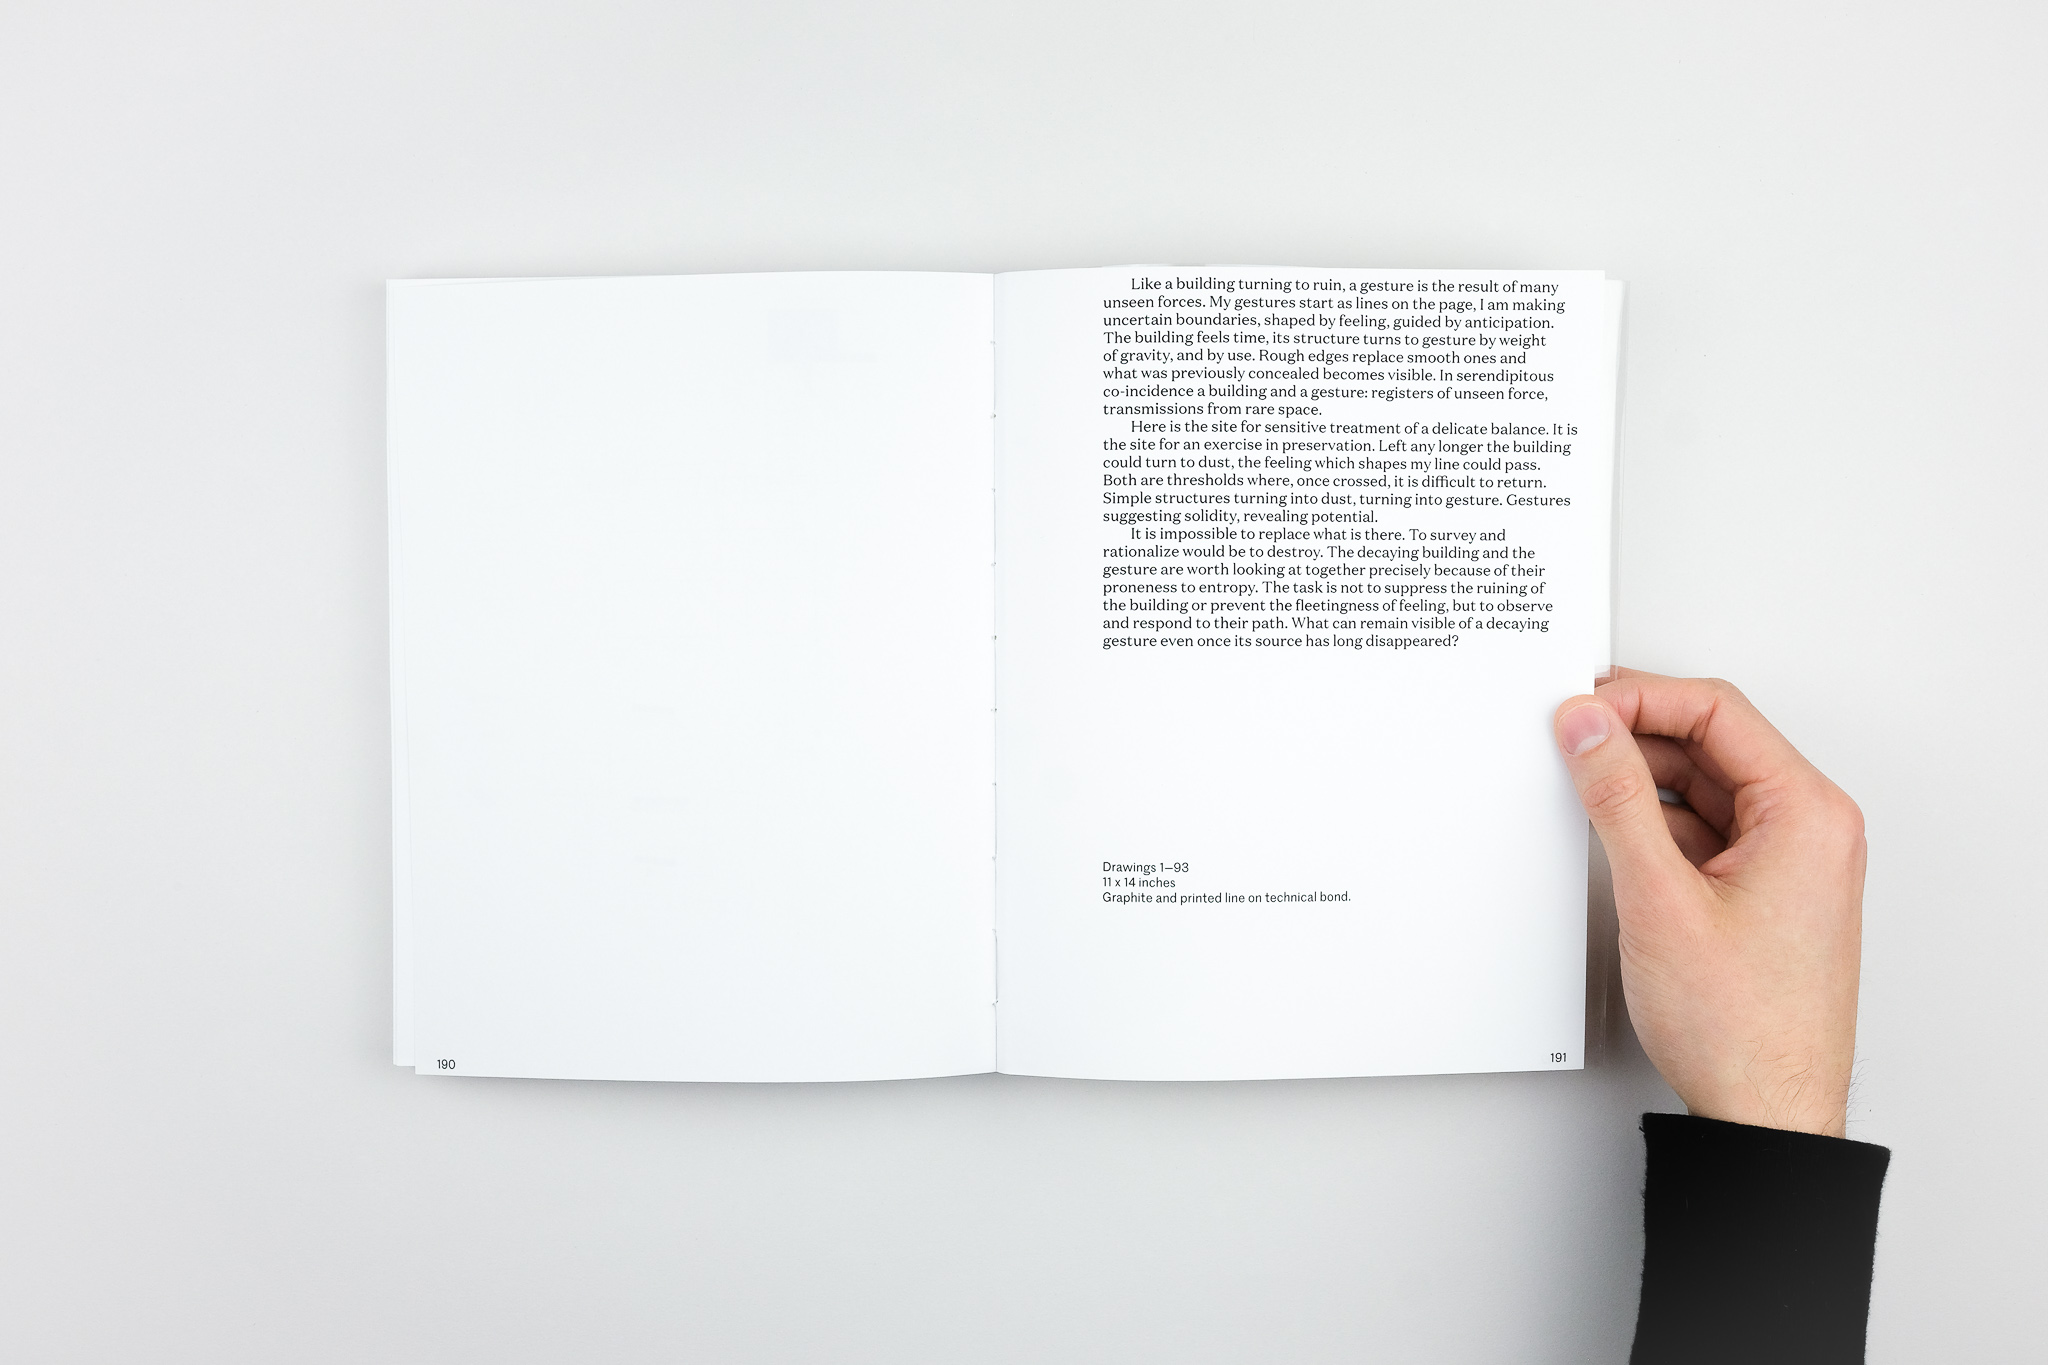 Like a building turning to ruin, a gesture is the result of many
unseen forces. My gestures start as lines on the page, I am making
uncertain boundaries, shaped by feeling, guided by anticipation.
The building feels time, its structure turns to gesture by weight
of gravity, and by use. Rough edges replace smooth ones and
what was previously concealed becomes visible. In serendipitous
co-incidence a building and a gesture: registers of unseen force,
transmissions from rare space.
Here is the site for sensitive treatment of a delicate balance. It is
the site for an exercise in preservation. Left any longer the building
could turn to dust, the feeling which shapes my line could pass.
Both are thresholds where, once crossed, it is difficult to return.
Simple structures turning into dust, turning into gesture. Gestures
suggesting solidity, revealing potential.
It is impossible to replace what is there. To survey and
rationalize would be to destroy. The decaying building and the
gesture are worth looking at together precisely because of their
proneness to entropy. The task is not to suppress the ruining of
the building or prevent the fleetingness of feeling, but to observe
and respond to their path. What can remain visible of a decaying
gesture even once its source has long disappeared?
Drawings 1—93
11 x 14 inches
Graphite and printed line on technical bond.
190
191